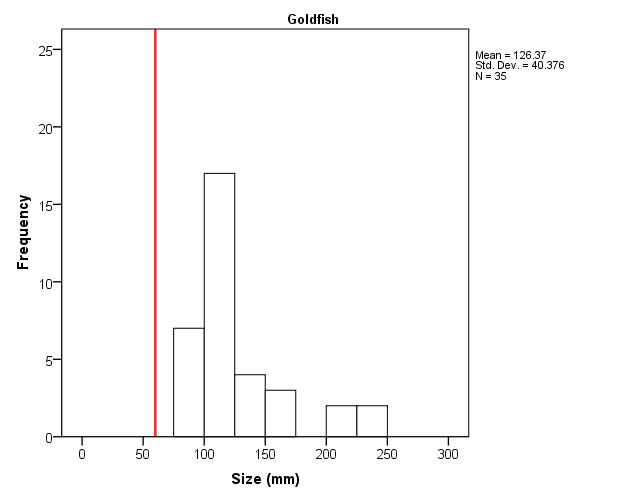 Goldfish
Mean = 126.37
Std. Dev. = 40.376
N = 35
25
20
15
10
5
0
Frequency
0 50 100 150 200 250 300
Size (mm)